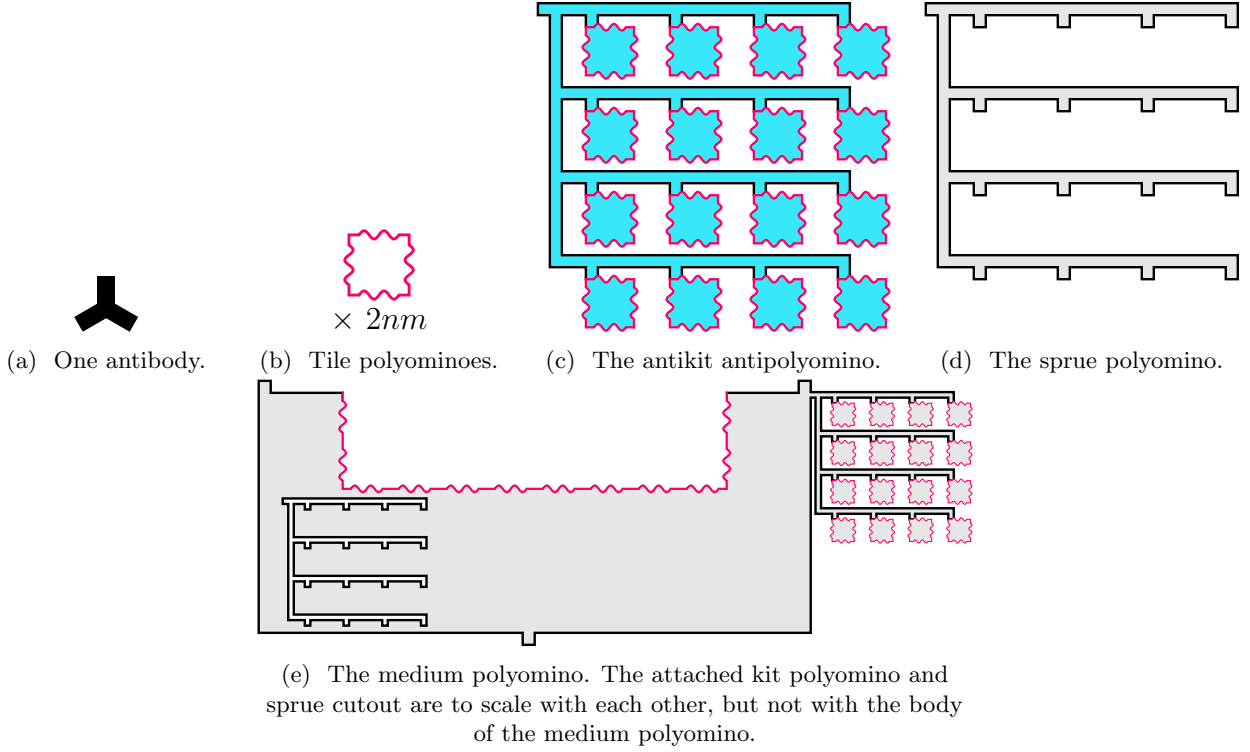 × 2nm
(a) One antibody.
(b) Tile polyominoes.
(c) The antikit antipolyomino.
(d) The sprue polyomino.
(e) The medium polyomino. The attached kit polyomino and
sprue cutout are to scale with each other, but not with the body
of the medium polyomino.